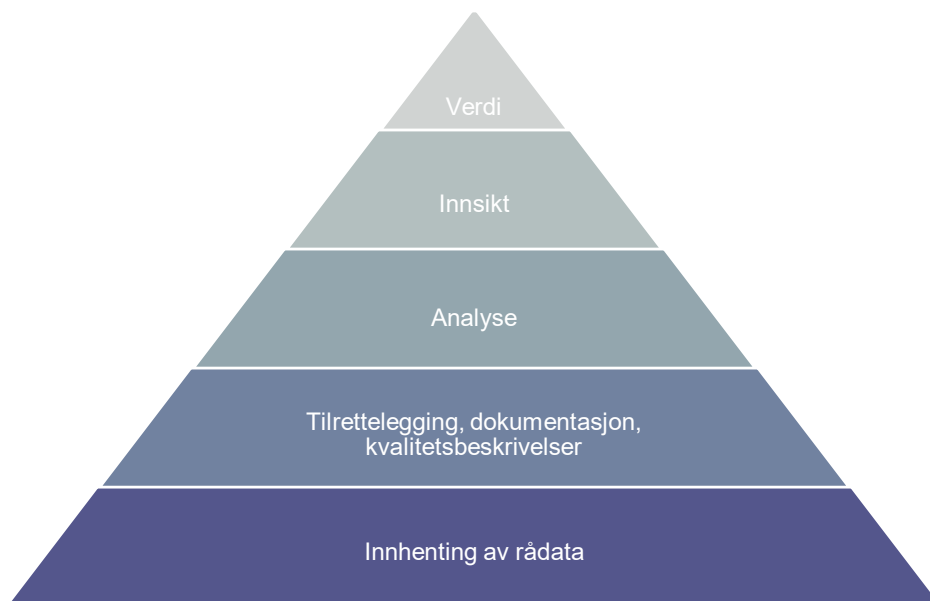 Verdi
Innsikt
Analyse
Tilrettelegging, dokumentasjon,
kvalitetsbeskrivelser
Innhenting av rådata